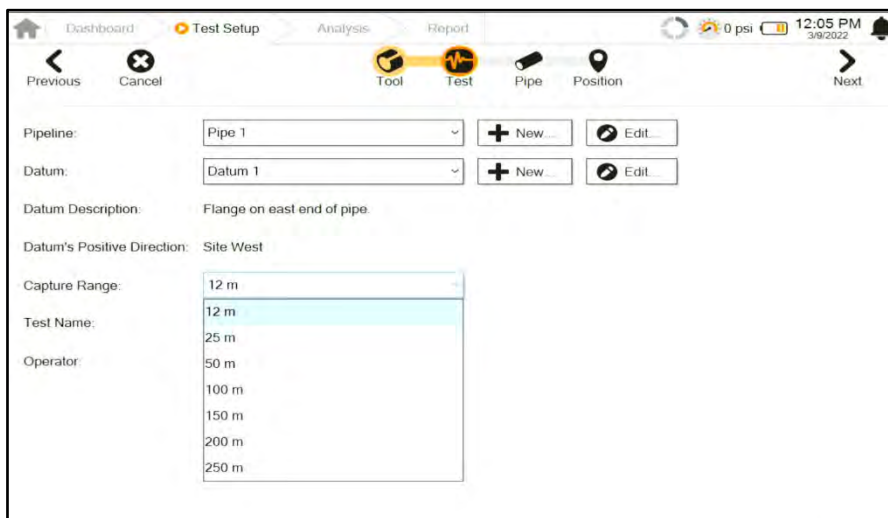 Dashboard Test Setup Analysis Report 0 psi 12:05 PM
3/9/2022
Previous Cancel Tool Test Pipe Position Next
Pipeline: Pipe 1 New... Edit...
Datum: Datum 1 New... Edit...
Datum Description: Flange on east end of pipe.
Datum's Positive Direction: Site West
Capture Range: 12 m
12 m
Test Name:
25 m
Operator:
50 m
100 m
150 m
200 m
250 m